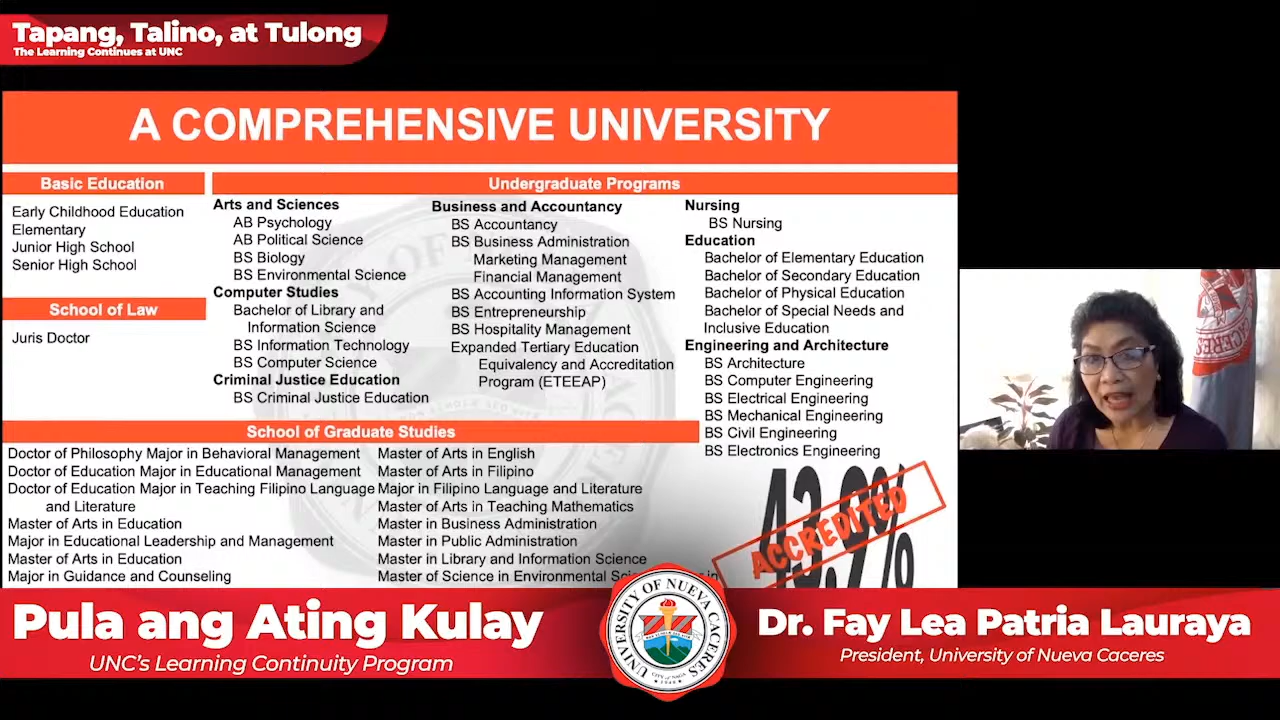 Tapang, Talino, at Tulong
The Learning Continues at UNC
A COMPREHENSIVE UNIVERSITY
Basic Education
Early Childhood Education
Elementary
Junior High School
Senior High School
School of Law
Juris Doctor
Undergraduate Programs
Arts and Sciences
AB Psychology
AB Political Science
BS Biology
BS Environmental Science
Computer Studies
Bachelor of Library and
Information Science
BS Information Technology
BS Computer Science
Criminal Justice Education
BS Criminal Justice Education
Business and Accountancy
BS Accountancy
BS Business Administration
Marketing Management
Financial Management
BS Accounting Information System
BS Entrepreneurship
BS Hospitality Management
Expanded Tertiary Education
Equivalency and Accreditation
Program (ETEEAP)
Nursing
BS Nursing
Education
Bachelor of Elementary Education
Bachelor of Secondary Education
Bachelor of Physical Education
Bachelor of Special Needs and
Inclusive Education
Engineering and Architecture
BS Architecture
BS Computer Engineering
BS Electrical Engineering
BS Mechanical Engineering
BS Civil Engineering
BS Electronics Engineering
School of Graduate Studies
Doctor of Philosophy Major in Behavioral Management
Doctor of Education Major in Educational Management
Doctor of Education Major in Teaching Filipino Language
and Literature
Master of Arts in Education
Major in Educational Leadership and Management
Master of Arts in Education
Major in Guidance and Counseling
Master of Arts in English
Master of Arts in Filipino
Major in Filipino Language and Literature
Master of Arts in Teaching Mathematics
Master in Business Administration
Master in Public Administration
Master in Library and Information Science
Master of Science in Environmental
43.9%
ACCREDITED
Pula ang Ating Kulay
UNC's Learning Continuity Program
UNIVERSITY OF NUEVA CACERES
CITY OF NAGA
Dr. Fay Lea Patria Lauraya
President, University of Nueva Caceres